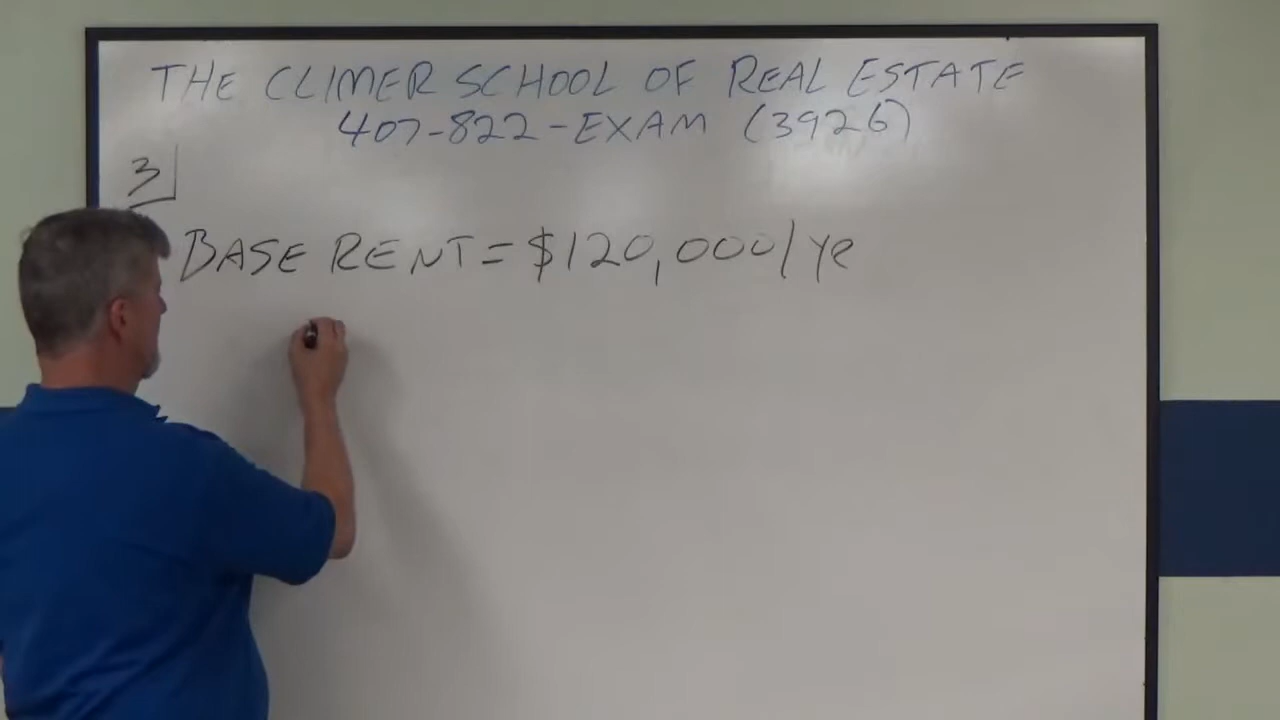 THE CLIMER SCHOOL OF REAL ESTATE
407-822-EXAM (3926)
3
BASE RENT = $120,000/YR